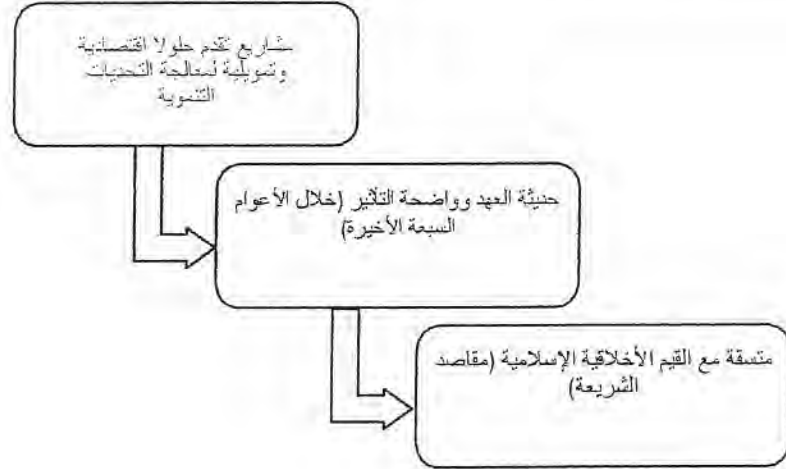 مشاريع تقدم حلولا اقتصادية
وتمويلية لمعالجة التحديات
التنموية
حديثة العهد وواضحة التأثير (خلال الأعوام
السبعة الأخيرة)
متسقة مع القيم الأخلاقية الإسلامية (مقاصد
الشريعة)